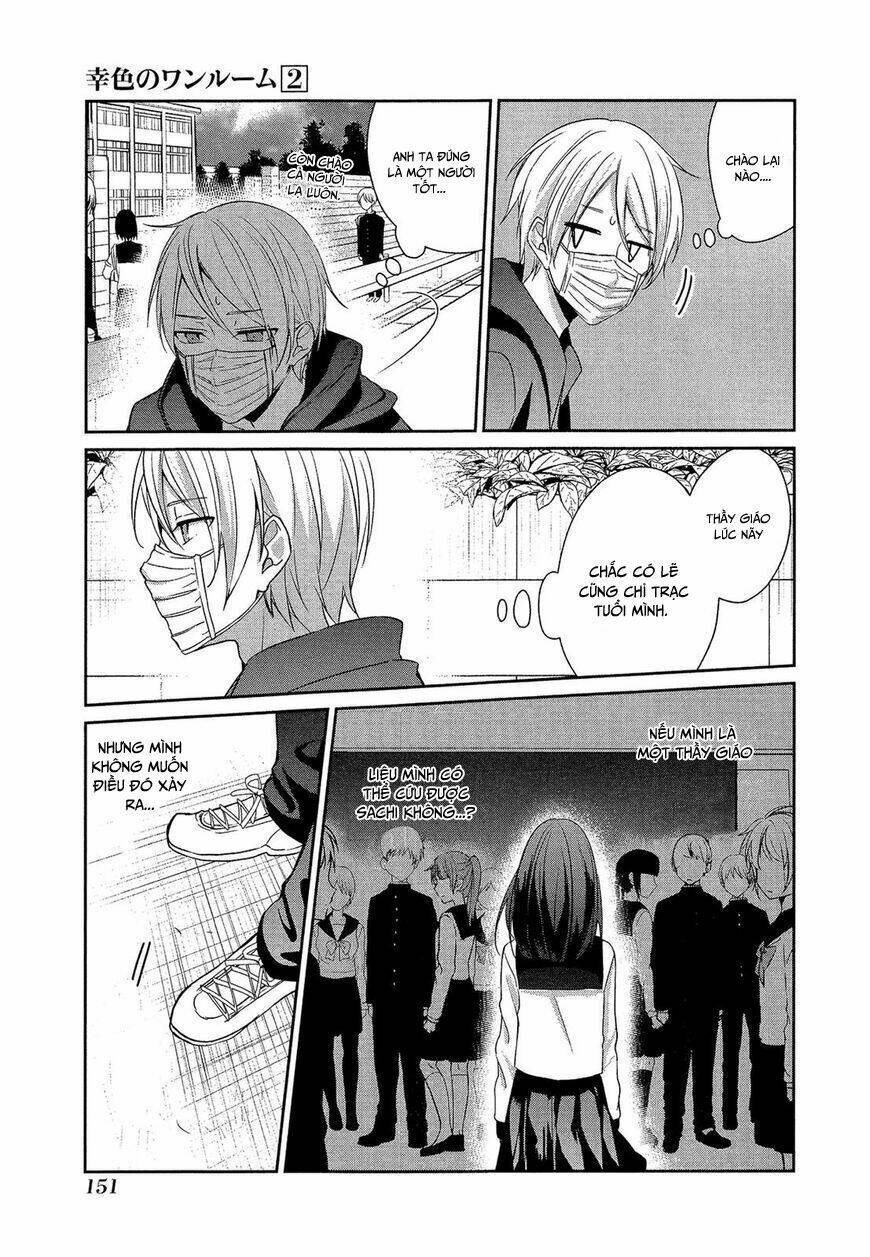 幸色のワンルーム 2
CHÀO LẠI
NÀO....
ANH TA ĐÚNG
LÀ MỘT NGƯỜI
TỐT...
CÒN CHÀO
CẢ NGƯỜI
LẠ LUÔN.
THẦY GIÁO
LÚC NÃY
CHẮC CÓ LẼ
CŨNG CHỈ TRẠC
TUỔI MÌNH.
NẾU MÌNH LÀ
MỘT THẦY GIÁO
LIỆU MÌNH CÓ
THỂ CỨU ĐƯỢC
SACHI KHÔNG...?
NHƯNG MÌNH
KHÔNG MUỐN
ĐIỀU ĐÓ XÀY
RA...
151